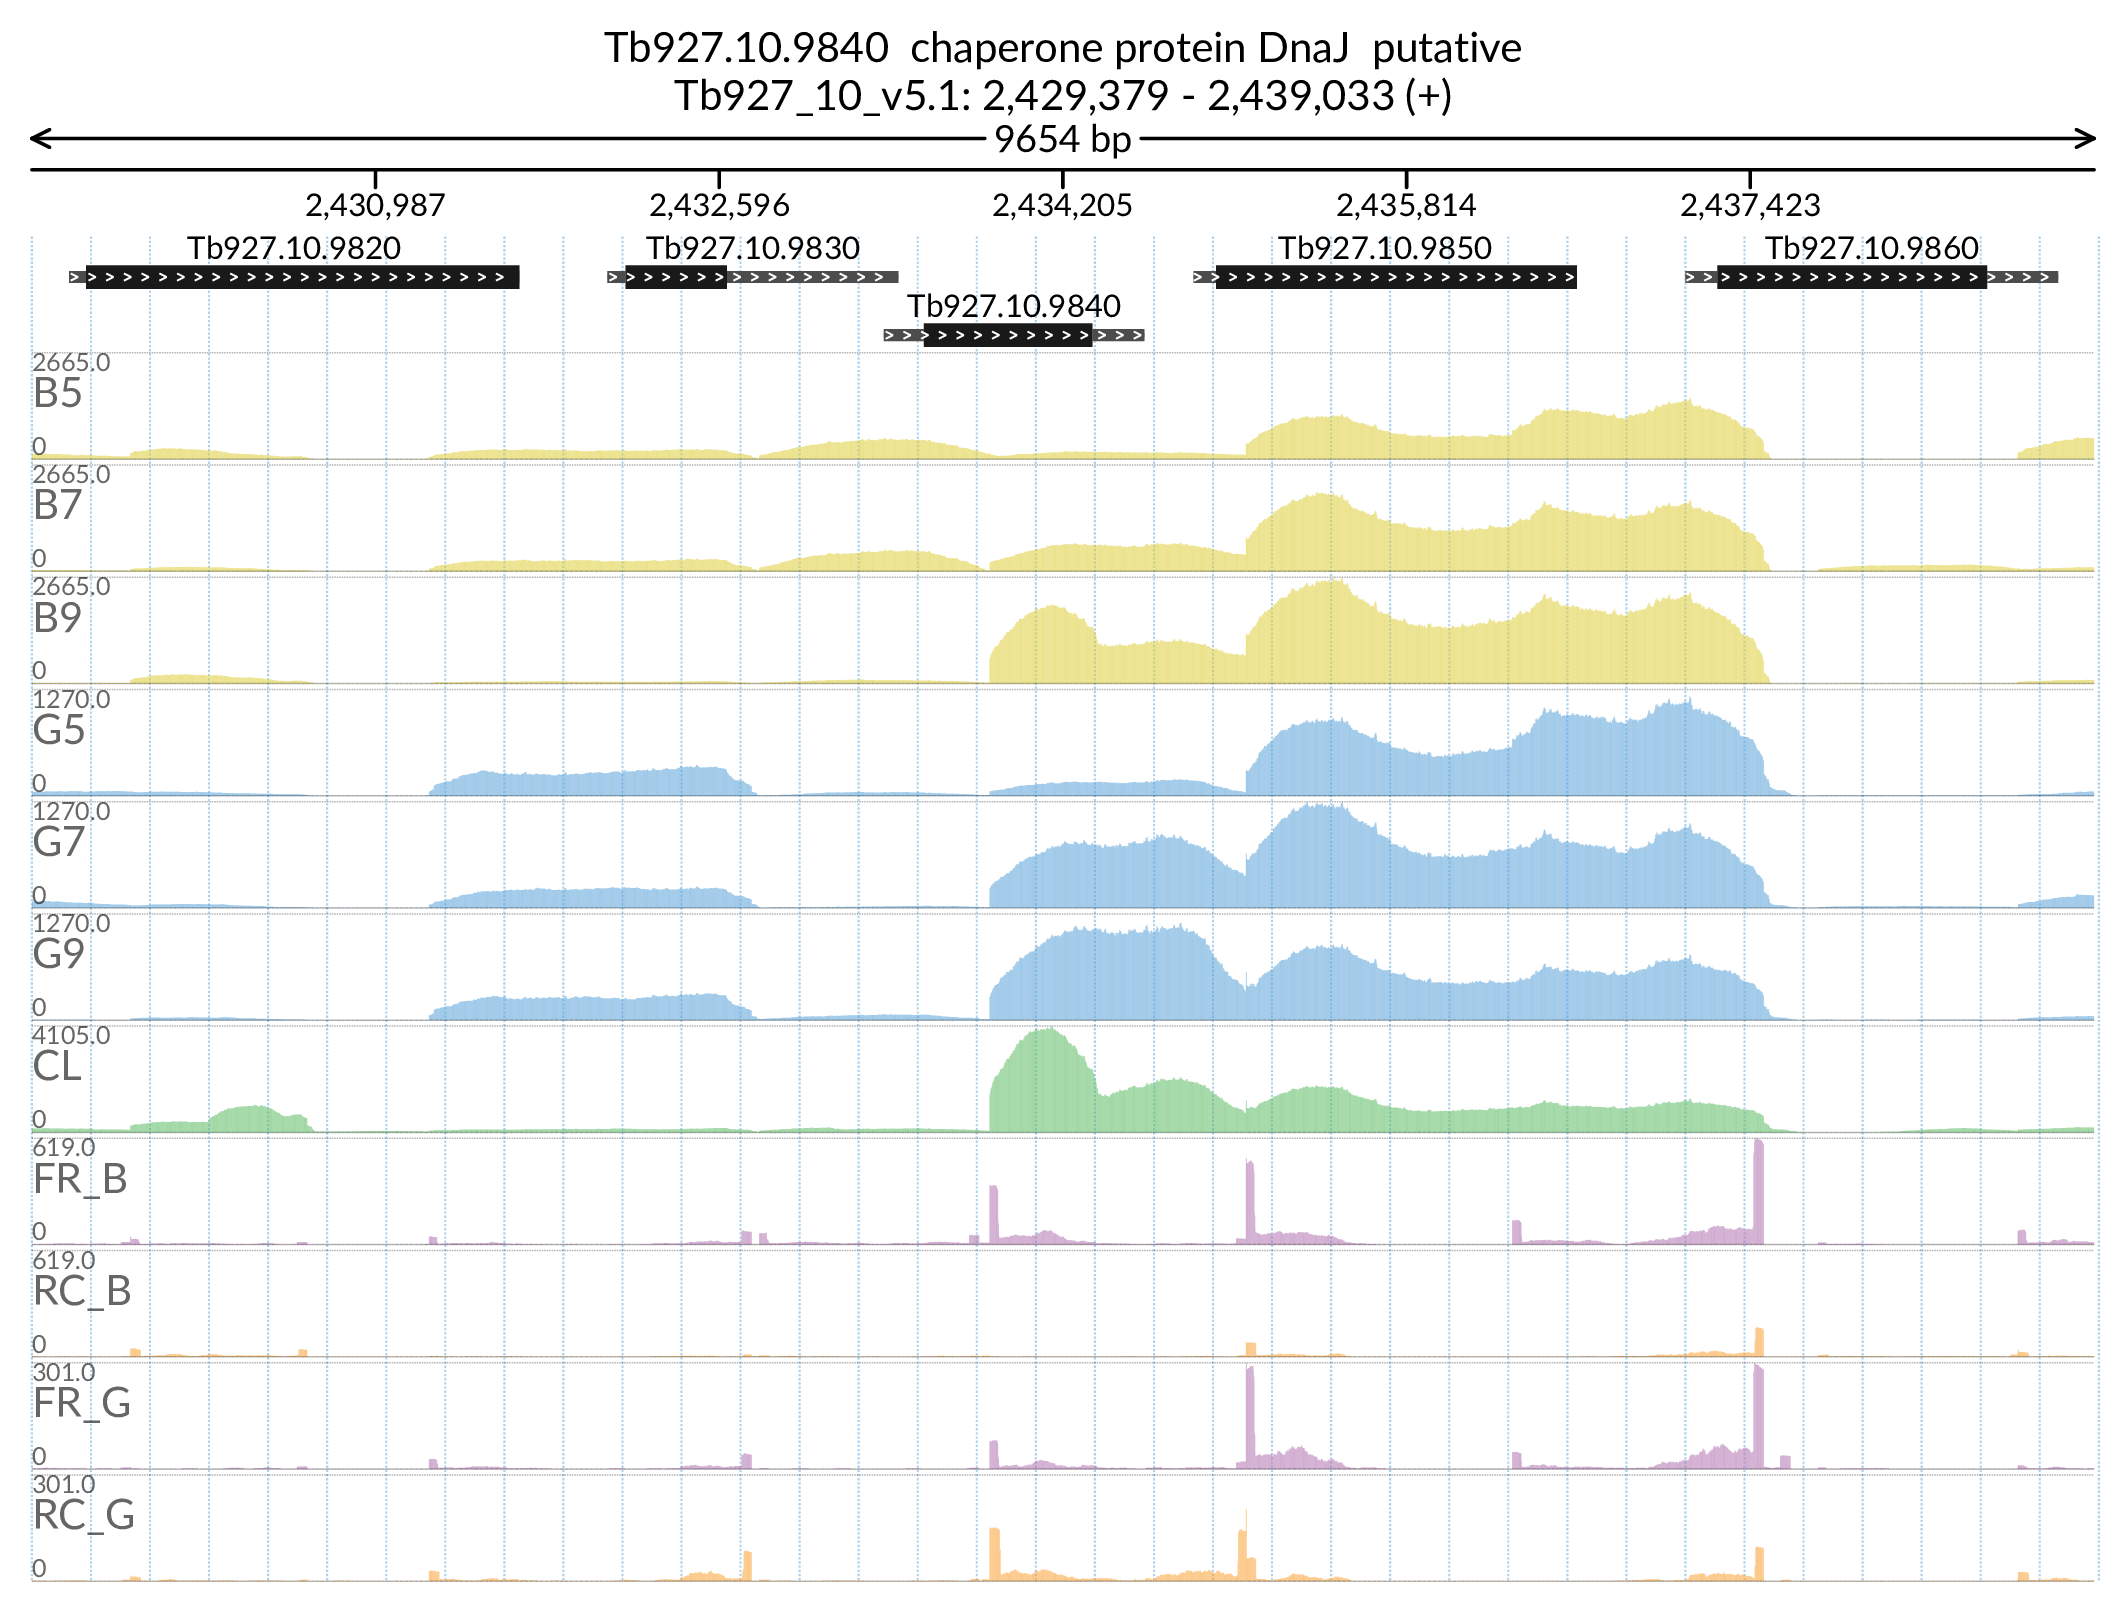 Tb927.10.9840  chaperone protein DnaJ  putative
Tb927_10_v5.1: 2,429,379 - 2,439,033 (+)
9654 bp
2,430,987 2,432,596 2,434,205 2,435,814 2,437,423
Tb927.10.9820 Tb927.10.9830 Tb927.10.9850 Tb927.10.9860
Tb927.10.9840
2665.0
B5
0
2665.0
B7
0
2665.0
B9
0
1270.0
G5
0
1270.0
G7
0
1270.0
G9
0
4105.0
CL
0
619.0
FR_B
0
619.0
RC_B
0
301.0
FR_G
0
301.0
RC_G
0